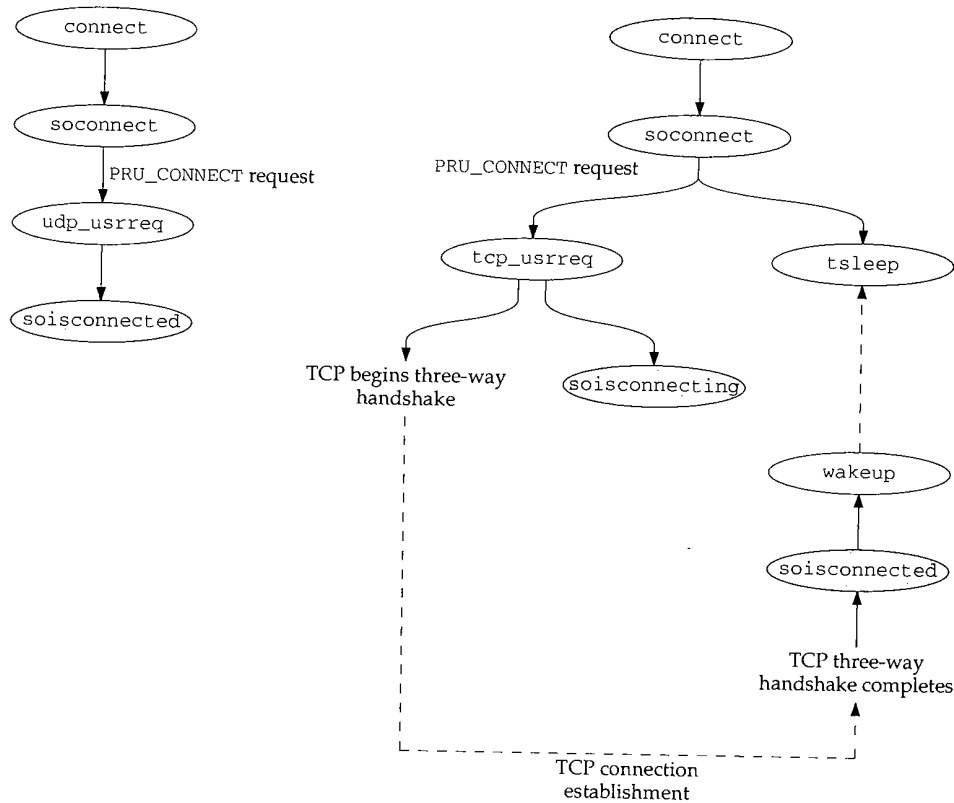 connect
soconnect
PRU_CONNECT request
udp_usrreq
soisconnected
connect
soconnect
PRU_CONNECT request
tcp_usrreq
tsleep
TCP begins three-way
handshake
soisconnecting
wakeup
soisconnected
TCP three-way
handshake completes
TCP connection
establishment